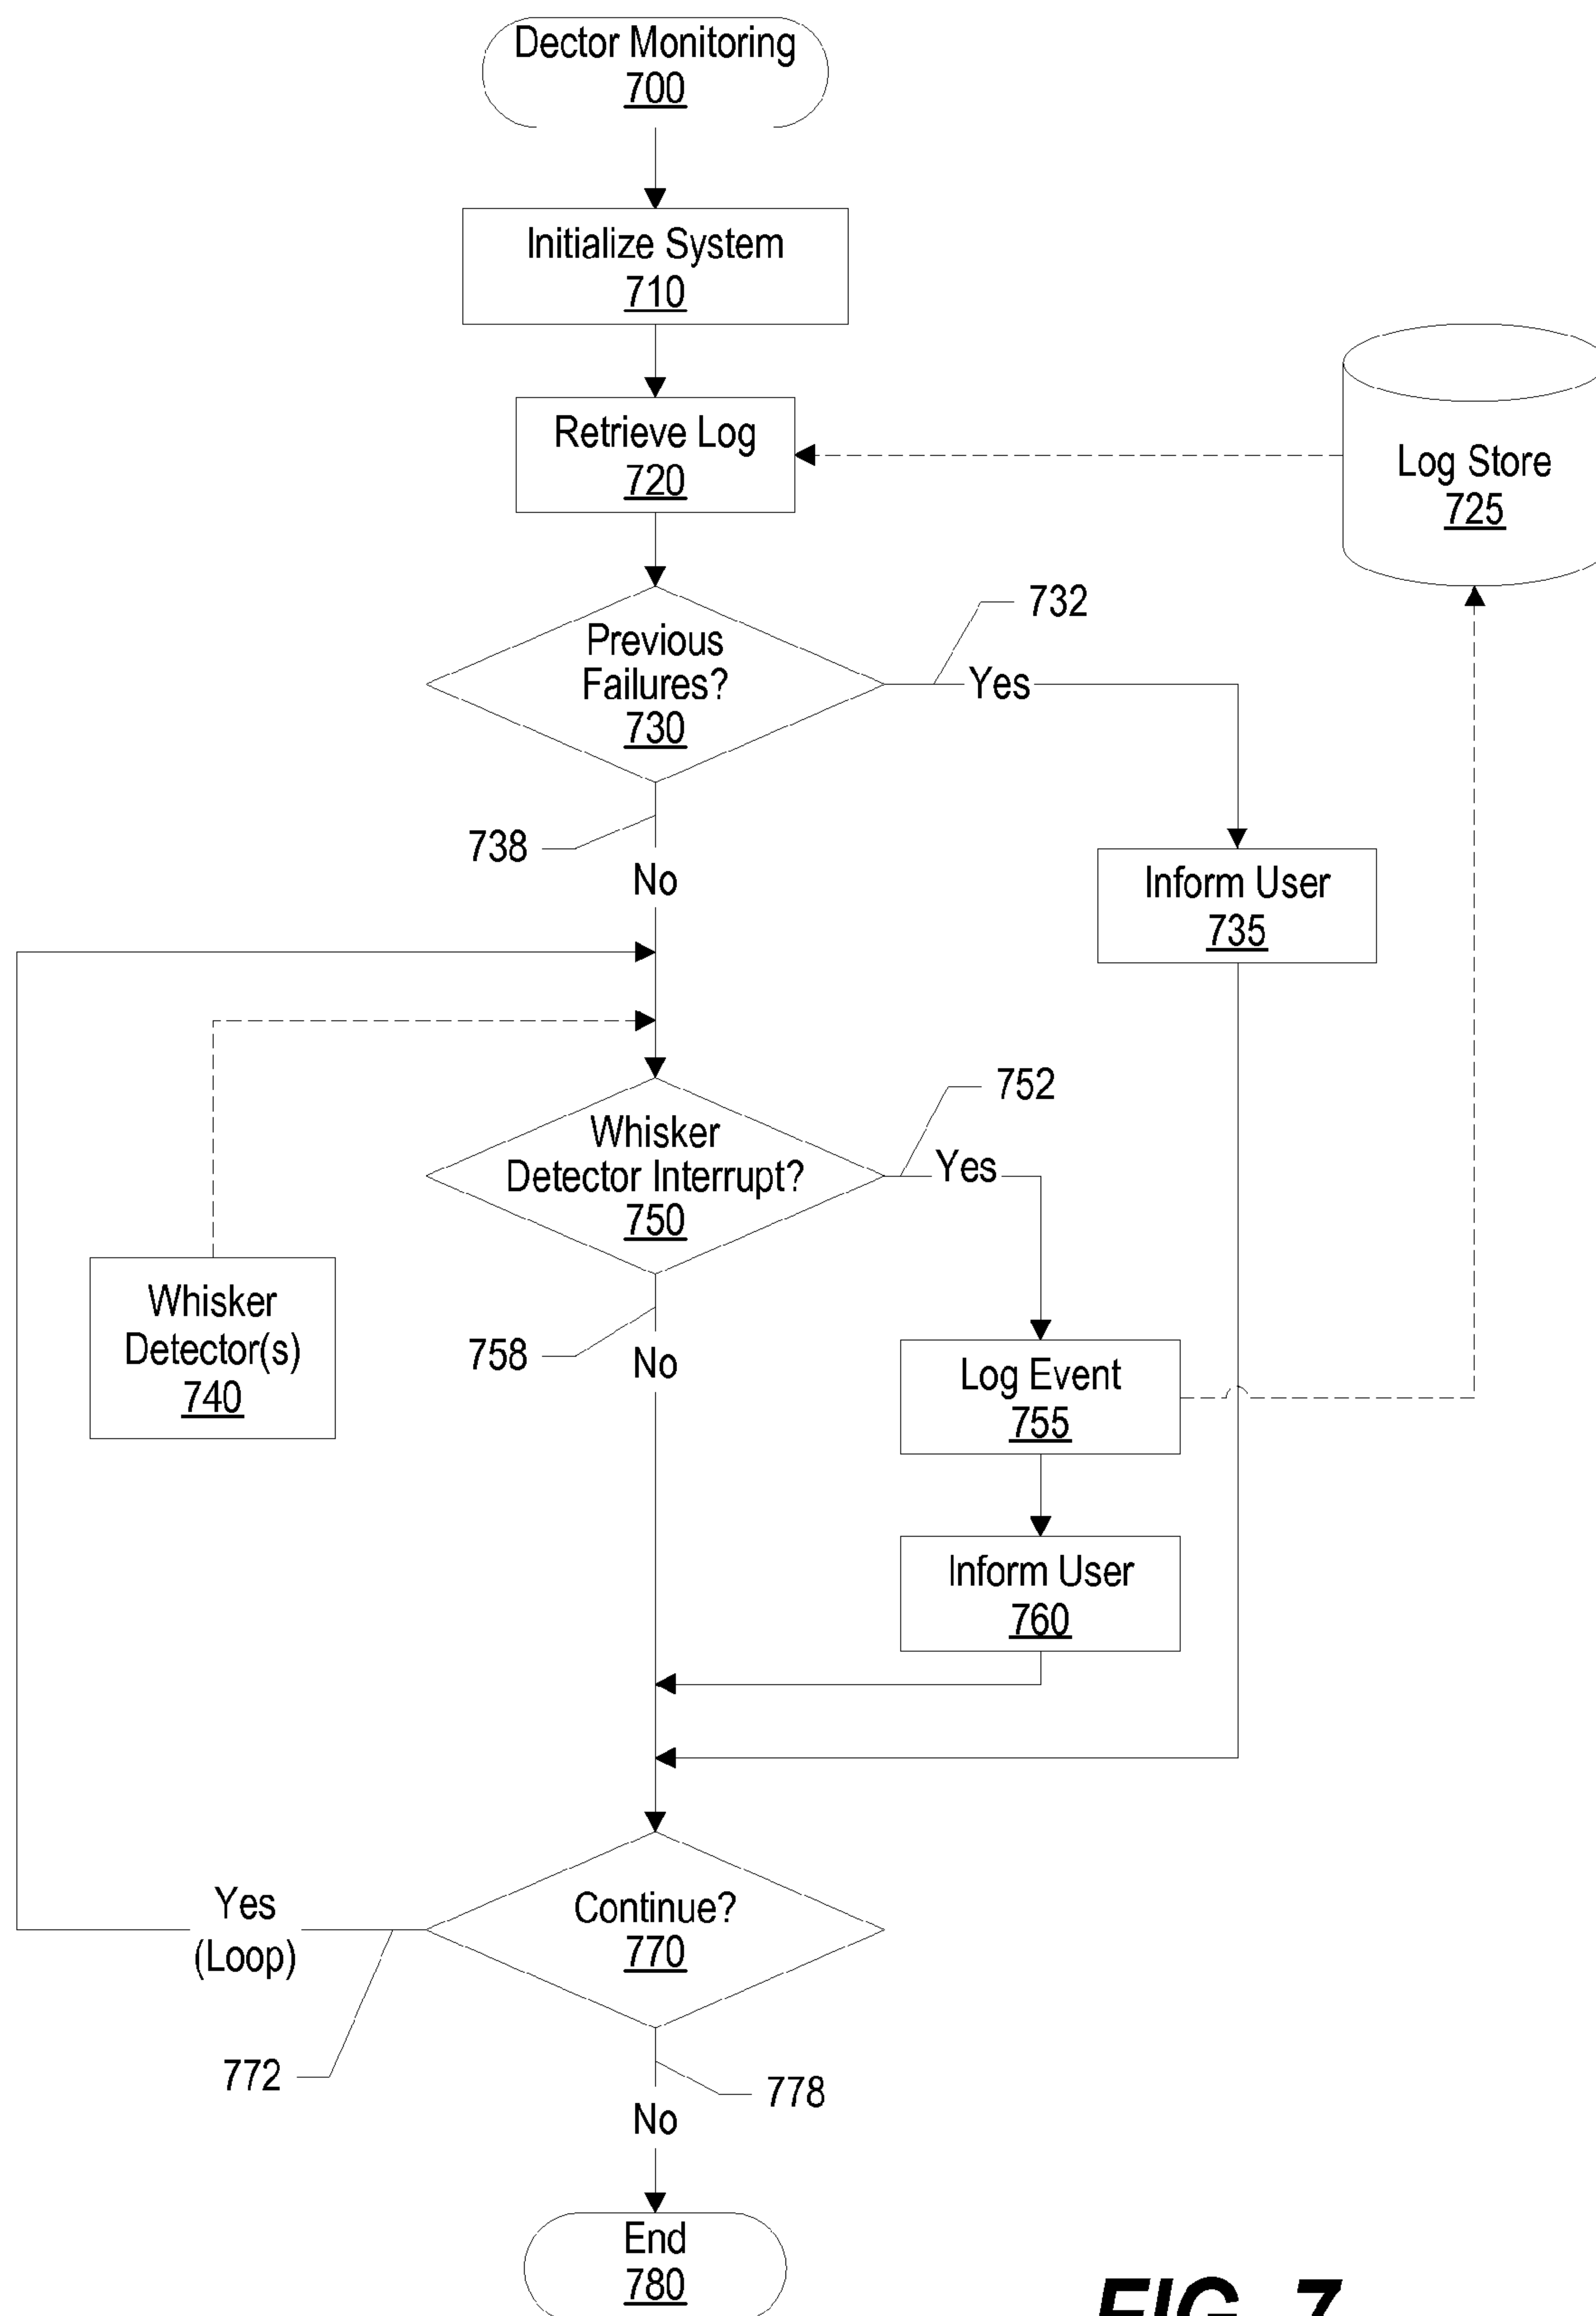 Dector Monitoring
700
Initialize System
710
Retrieve Log
720
Log Store
725
732
Previous
Failures?
730
Yes
738
No
Inform User
735
752
Whisker
Detector Interrupt?
750
Yes
Whisker
Detector(s)
740
758
No
Log Event
755
Inform User
760
Yes
(Loop)
Continue?
770
772
778
No
End
780
FIG. 7